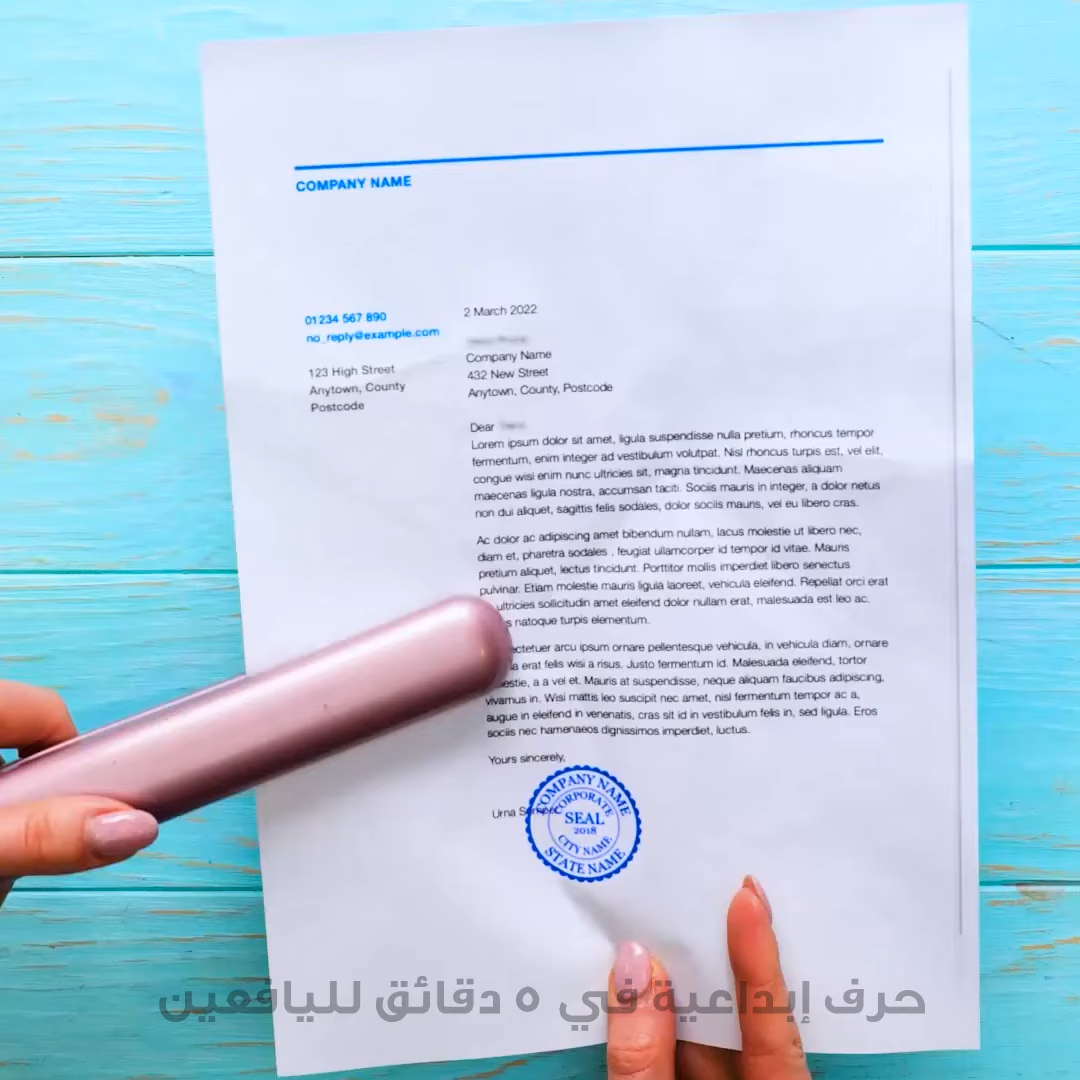 COMPANY NAME
01234 567 890
no_reply@example.com
123 High Street
Anytown, County
Postcode
2 March 2022
Company Name
432 New Street
Anytown, County, Postcode
Dear
Lorem ipsum dolor sit amet, ligula suspendisse nulla pretium, rhoncus tempor
fermentum, enim integer ad vestibulum volutpat. Nisl rhoncus turpis est, vel elit,
congue wisi enim nunc ultricies sit, magna tincidunt. Maecenas aliquam
maecenas ligula nostra, accumsan taciti. Sociis mauris in integer, a dolor netus
non dui aliquet, sagittis felis sodales, dolor sociis mauris, vel eu libero cras.
Ac dolor ac adipiscing amet bibendum nullam, lacus molestie ut libero nec,
diam et, pharetra sodales , feugiat ullamcorper id tempor id vitae. Mauris
pretium aliquet, lectus tincidunt. Porttitor mollis imperdiet libero senectus
pulvinar. Etiam molestie mauris ligula laoreet, vehicula eleifend. Repellat orci erat
ultricies sollicitudin amet eleifend dolor nullam erat, malesuada est leo ac.
natoque turpis elementum.
arcu ipsum ornare pellentesque vehicula, in vehicula diam, ornare
erat felis wisi a risus. Justo fermentum id. Malesuada eleifend, tortor
a a vel et. Mauris at suspendisse, neque aliquam faucibus adipiscing,
vivamus in. Wisi mattis leo suscipit nec amet, nisl fermentum tempor ac a,
augue in eleifend in venenatis, cras sit id in vestibulum felis in, sed ligula. Eros
sociis nec hamenaeos dignissimos imperdiet, luctus.
Yours sincerely,
Urna
COMPANY NAME
CORPORATE
SEAL
2018
CITY NAME
STATE NAME
حرف إبداعية في ٥ دقائق لليافعين